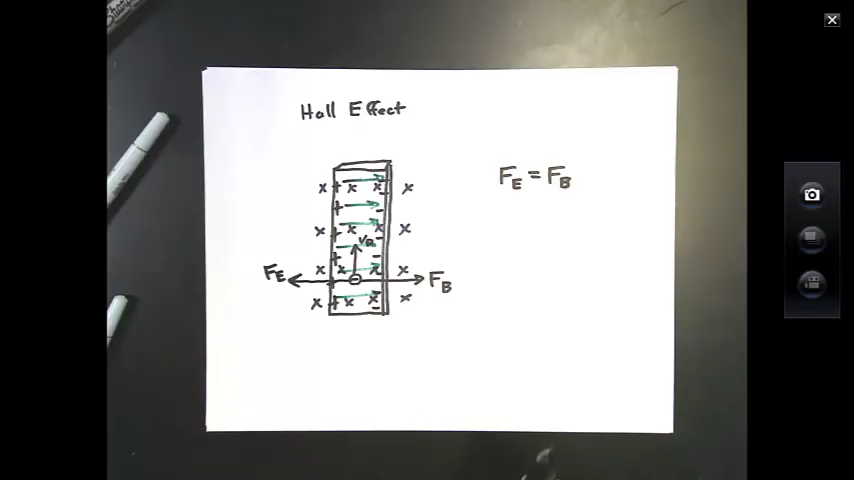 Hall Effect
F_E = F_B
x + x x - x
+ -
x + x x - x
V_d
+ -
x x x - x
F_E + - F_B
x + x x - x